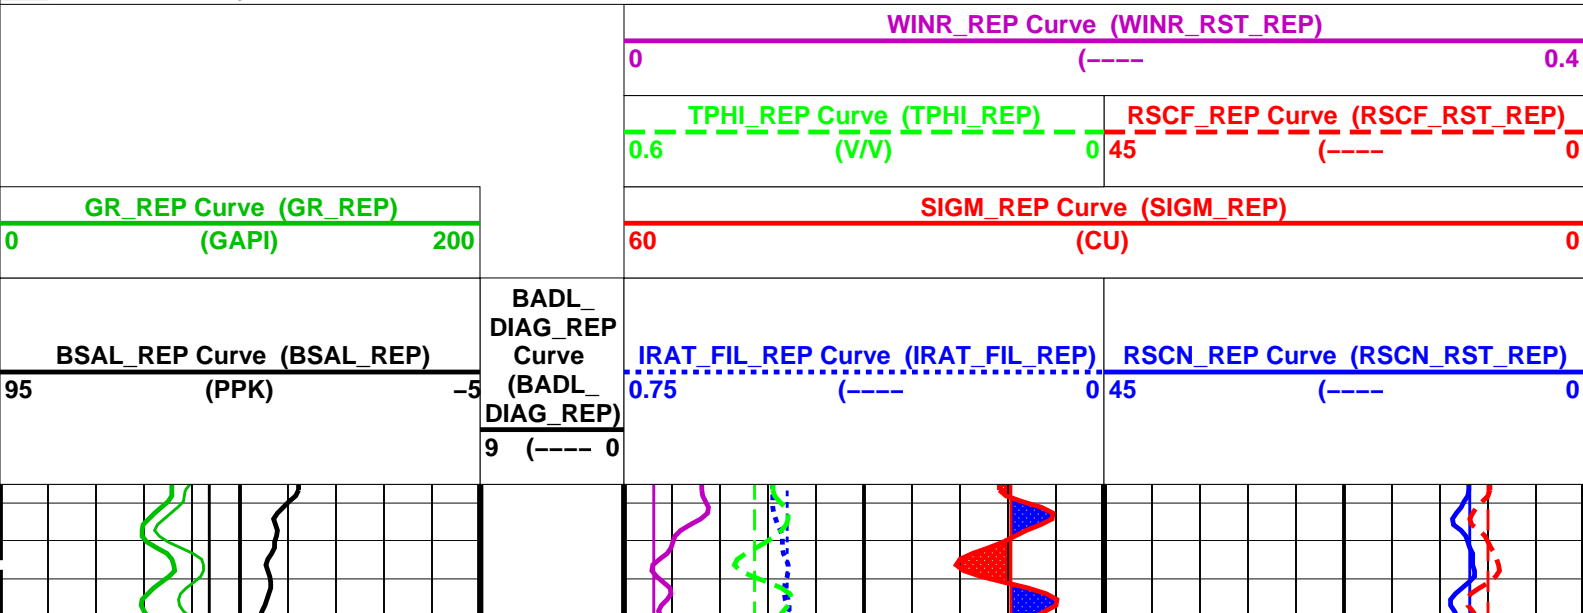 WINR_REP Curve (WINR_RST_REP)
0 (---- 0.4
TPHI_REP Curve (TPHI_REP) RSCF_REP Curve (RSCF_RST_REP)
0.6 (V/V) 0 45 (---- 0
GR_REP Curve (GR_REP) SIGM_REP Curve (SIGM_REP)
0 (GAPI) 200 60 (CU) 0
BADL_
DIAG_REP
Curve
BSAL_REP Curve (BSAL_REP) IRAT_FIL_REP Curve (IRAT_FIL_REP) RSCN_REP Curve (RSCN_RST_REP)
95 (PPK) -5 (BADL_ 0.75 (---- 0 45 (---- 0
DIAG_REP)
9 (---- 0